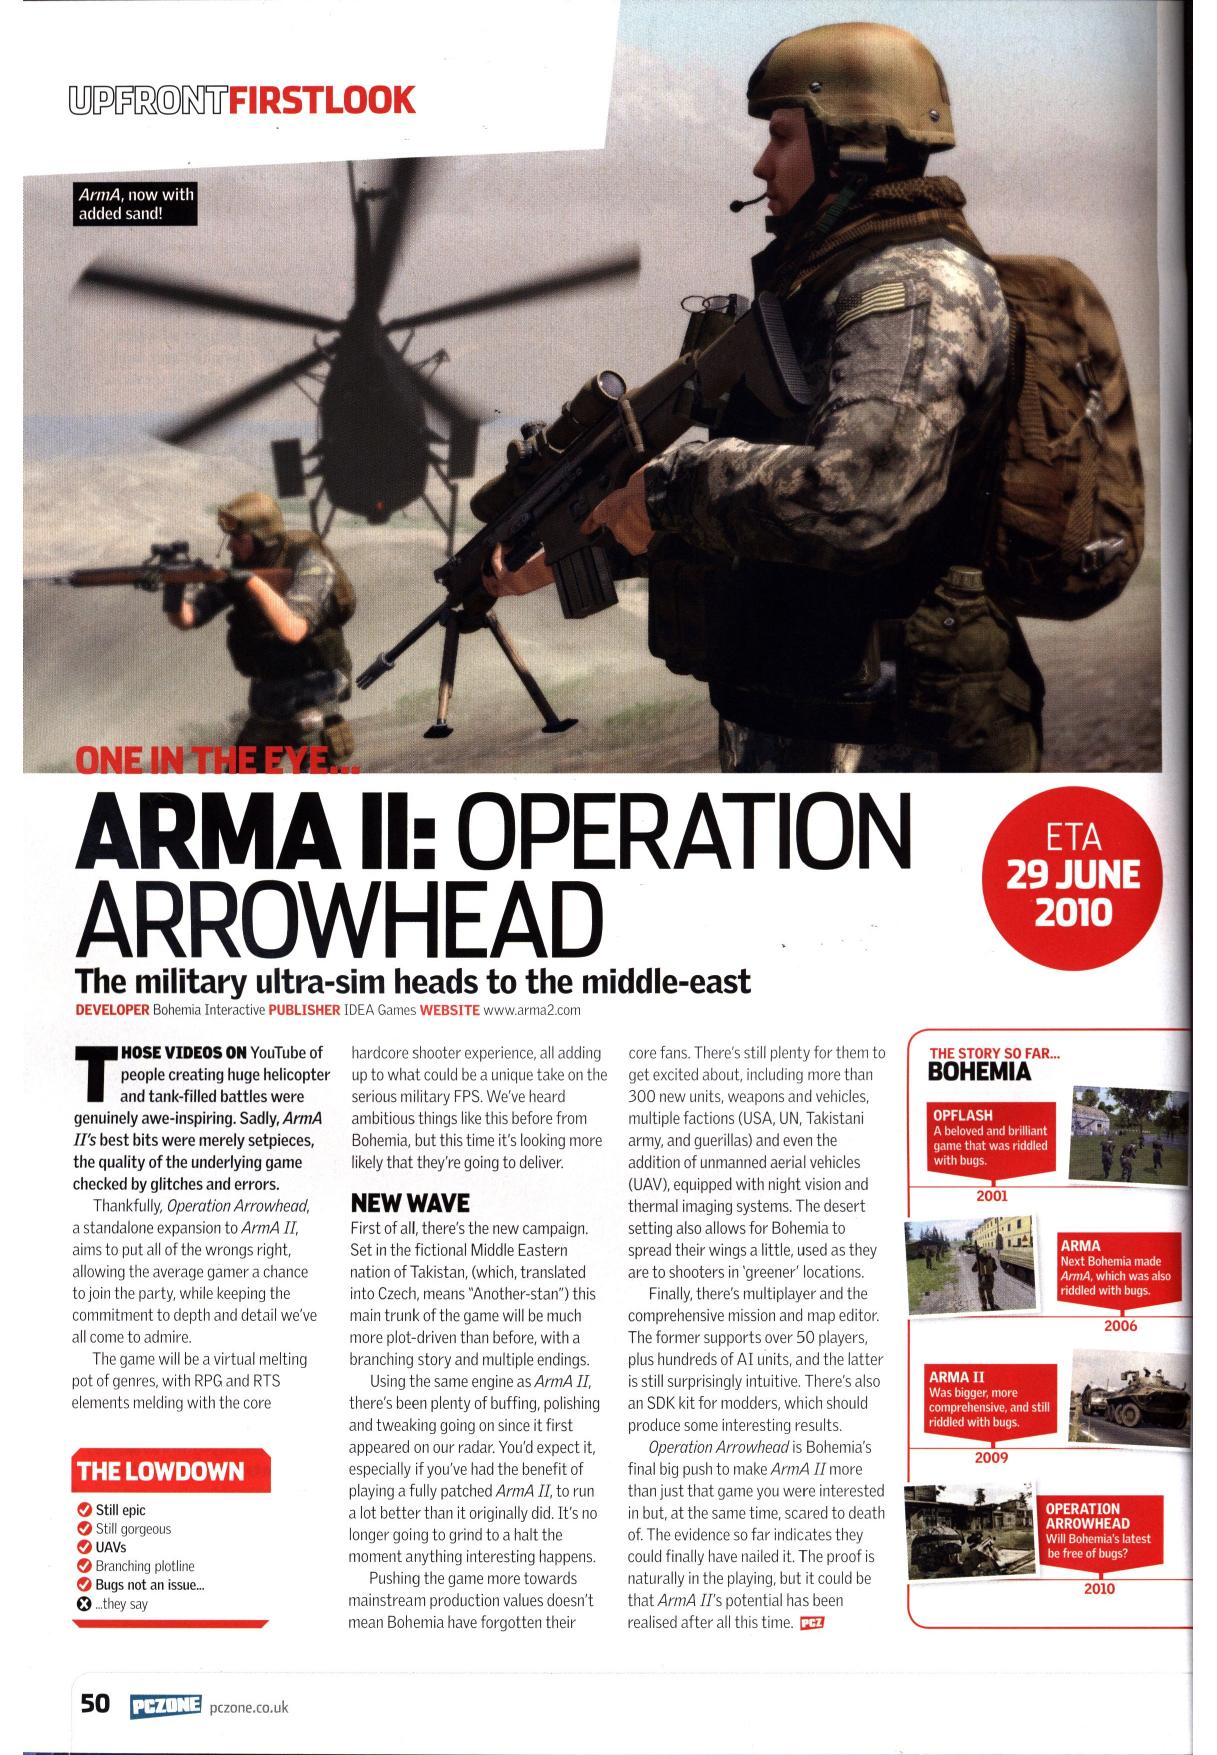 UPFRONTFIRSTLOOK
ArmA, now with
added sand!
ONE IN THE EYE...
ARMA II: OPERATION
ARROWHEAD
ETA
29 JUNE
2010
The military ultra-sim heads to the middle-east
DEVELOPER Bohemia Interactive PUBLISHER IDEA Games WEBSITE www.arma2.com
THOSE VIDEOS ON YouTube of
people creating huge helicopter
and tank-filled battles were
genuinely awe-inspiring. Sadly, ArmA
II's best bits were merely setpieces,
the quality of the underlying game
checked by glitches and errors.
Thankfully, Operation Arrowhead,
a standalone expansion to ArmA II,
aims to put all of the wrongs right,
allowing the average gamer a chance
to join the party, while keeping the
commitment to depth and detail we've
all come to admire.
The game will be a virtual melting
pot of genres, with RPG and RTS
elements melding with the core
THE LOWDOWN
Still epic
Still gorgeous
UAVs
Branching plotline
Bugs not an issue...
...they say
hardcore shooter experience, all adding
up to what could be a unique take on the
serious military FPS. We've heard
ambitious things like this before from
Bohemia, but this time it's looking more
likely that they're going to deliver.
NEW WAVE
First of all, there's the new campaign.
Set in the fictional Middle Eastern
nation of Takistan, (which, translated
into Czech, means "Another-stan") this
main trunk of the game will be much
more plot-driven than before, with a
branching story and multiple endings.
Using the same engine as ArmA II,
there's been plenty of buffing, polishing
and tweaking going on since it first
appeared on our radar. You'd expect it,
especially if you've had the benefit of
playing a fully patched ArmA II, to run
a lot better than it originally did. It's no
longer going to grind to a halt the
moment anything interesting happens.
Pushing the game more towards
mainstream production values doesn't
mean Bohemia have forgotten their
core fans. There's still plenty for them to
get excited about, including more than
300 new units, weapons and vehicles,
multiple factions (USA, UN, Takistani
army, and guerillas) and even the
addition of unmanned aerial vehicles
(UAV), equipped with night vision and
thermal imaging systems. The desert
setting also allows for Bohemia to
spread their wings a little, used as they
are to shooters in 'greener' locations.
Finally, there's multiplayer and the
comprehensive mission and map editor.
The former supports over 50 players,
plus hundreds of AI units, and the latter
is still surprisingly intuitive. There's also
an SDK kit for modders, which should
produce some interesting results.
Operation Arrowhead is Bohemia's
final big push to make ArmA II more
than just that game you were interested
in but, at the same time, scared to death
of. The evidence so far indicates they
could finally have nailed it. The proof is
naturally in the playing, but it could be
that ArmA II's potential has been
realised after all this time. PCZ
THE STORY SO FAR...
BOHEMIA
OPFLASH
A beloved and brilliant
game that was riddled
with bugs.
2001
ARMA
Next Bohemia made
ArmA, which was also
riddled with bugs.
2006
ARMA II
Was bigger, more
comprehensive, and still
riddled with bugs.
2009
OPERATION
ARROWHEAD
Will Bohemia's latest
be free of bugs?
2010
50 PCZONE pczone.co.uk